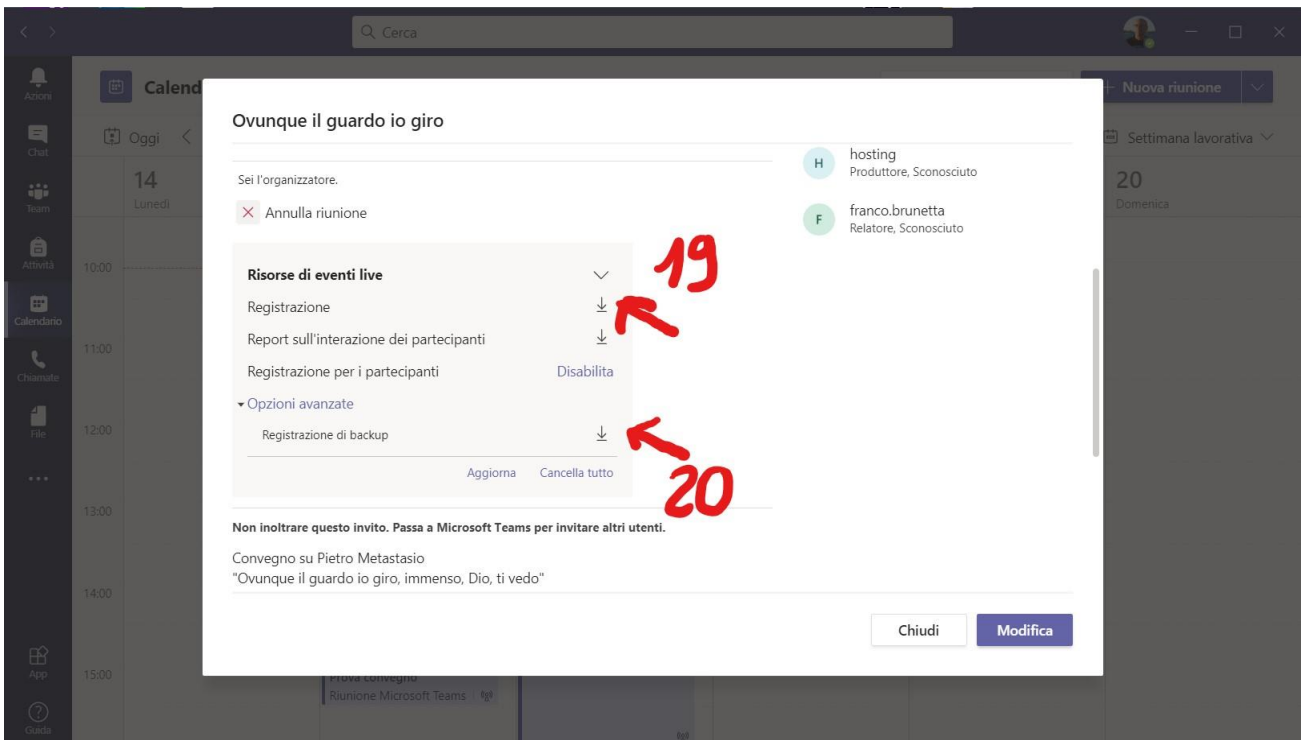 Cerca
Azioni
Chat
Team
Attività
Calendario
Chiamate
File
App
Guida
Calend
Nuova riunione
Oggi
Settimana lavorativa
14
Lunedì
20
Domenica
10:00
11:00
12:00
13:00
14:00
15:00
Ovunque il guardo io giro
Sei l'organizzatore.
Annulla riunione
Risorse di eventi live
Registrazione
Report sull'interazione dei partecipanti
Registrazione per i partecipanti Disabilita
Opzioni avanzate
Registrazione di backup
Aggiorna Cancella tutto
19
20
Non inoltrare questo invito. Passa a Microsoft Teams per invitare altri utenti.
Convegno su Pietro Metastasio
"Ovunque il guardo io giro, immenso, Dio, ti vedo"
H
hosting
Produttore, Sconosciuto
F
franco.brunetta
Relatore, Sconosciuto
Chiudi Modifica
Prova convegno
Riunione Microsoft Teams